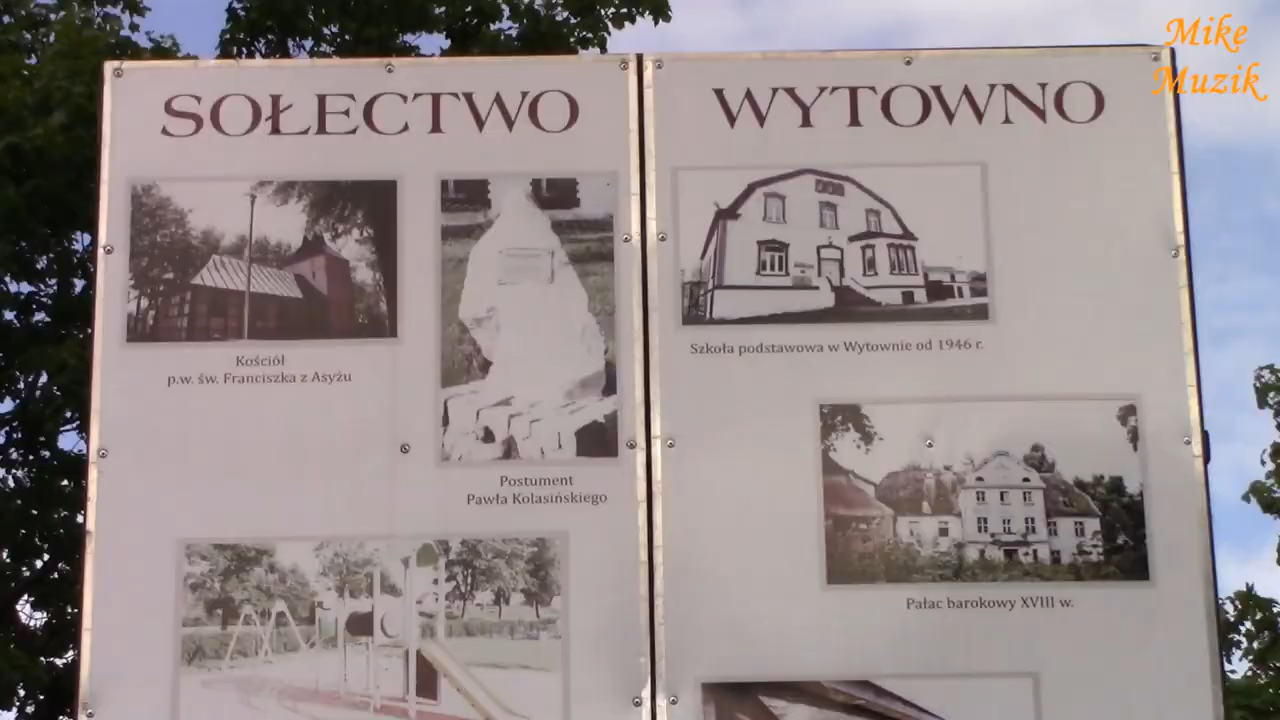 Mike
Muzik
SOŁECTWO WYTOWNO
Kościół
p.w. św. Franciszka z Asyżu
Postument
Pawła Kolasińskiego
Szkoła podstawowa w Wytownie od 1946 r.
Pałac barokowy XVIII w.